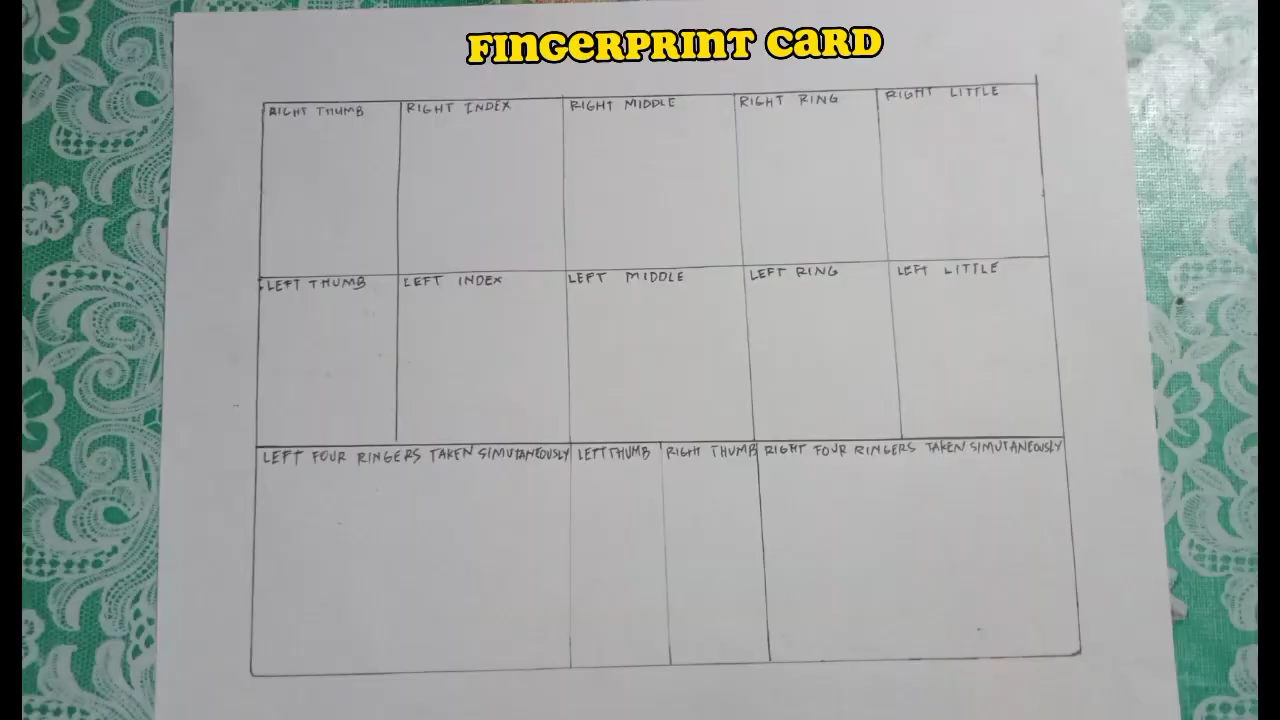 FINGERPRINT CARD
RIGHT THUMB
RIGHT INDEX
RIGHT MIDDLE
RIGHT RING
RIGHT LITTLE
LEFT THUMB
LEFT INDEX
LEFT MIDDLE
LEFT RING
LEFT LITTLE
LEFT FOUR RINGERS TAKEN SIMUTANEOUSLY
LEFT THUMB
RIGHT THUMB
RIGHT FOUR RINGERS TAKEN SIMUTANEOUSLY